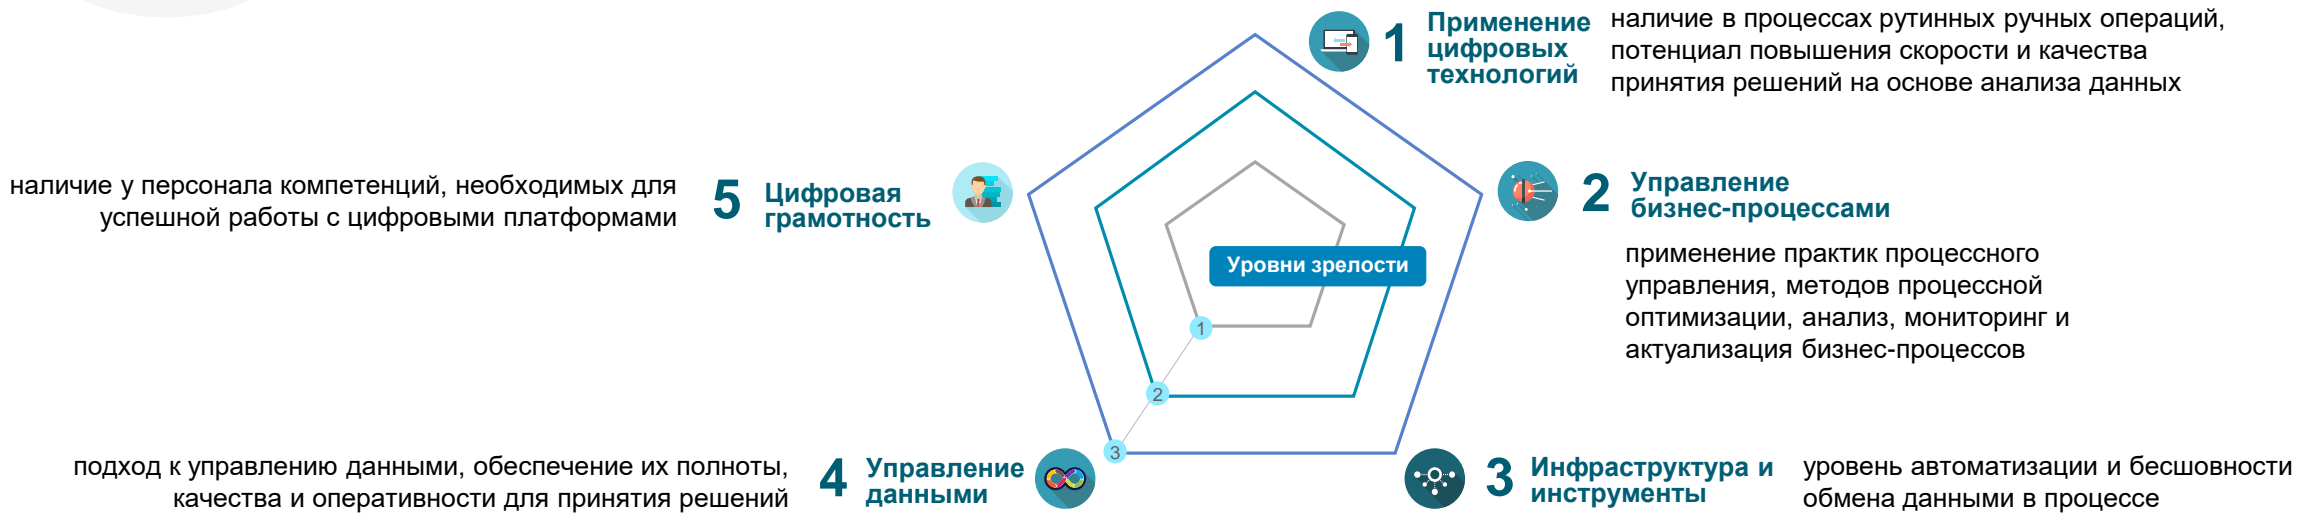 1
Применение
цифровых
технологий
наличие в процессах рутинных ручных операций,
потенциал повышения скорости и качества
принятия решений на основе анализа данных
2
Управление
бизнес-процессами
применение практик процессного
управления, методов процессной
оптимизации, анализ, мониторинг и
актуализация бизнес-процессов
3
Инфраструктура и
инструменты
уровень автоматизации и бесшовности
обмена данными в процессе
подход к управлению данными, обеспечение их полноты,
качества и оперативности для принятия решений
4
Управление
данными
наличие у персонала компетенций, необходимых для
успешной работы с цифровыми платформами
5
Цифровая
грамотность
Уровни зрелости
1
2
3